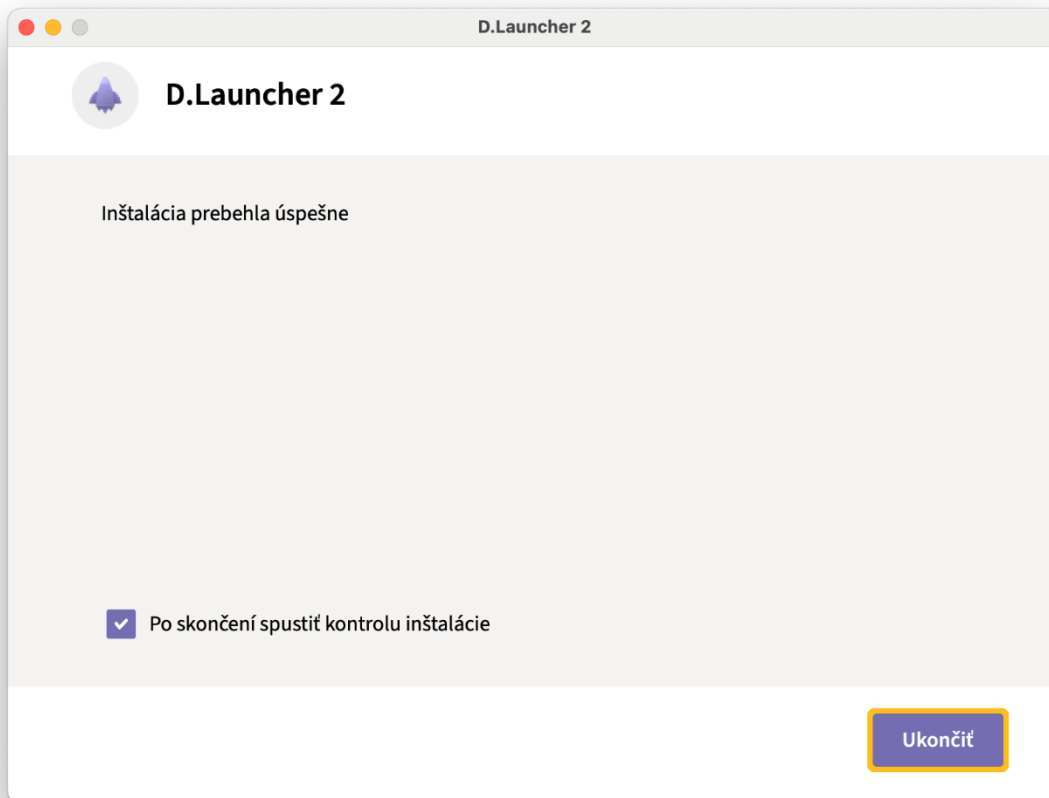 D.Launcher 2
D.Launcher 2
Inštalácia prebehla úspešne
Po skončení spustiť kontrolu inštalácie
Ukončiť